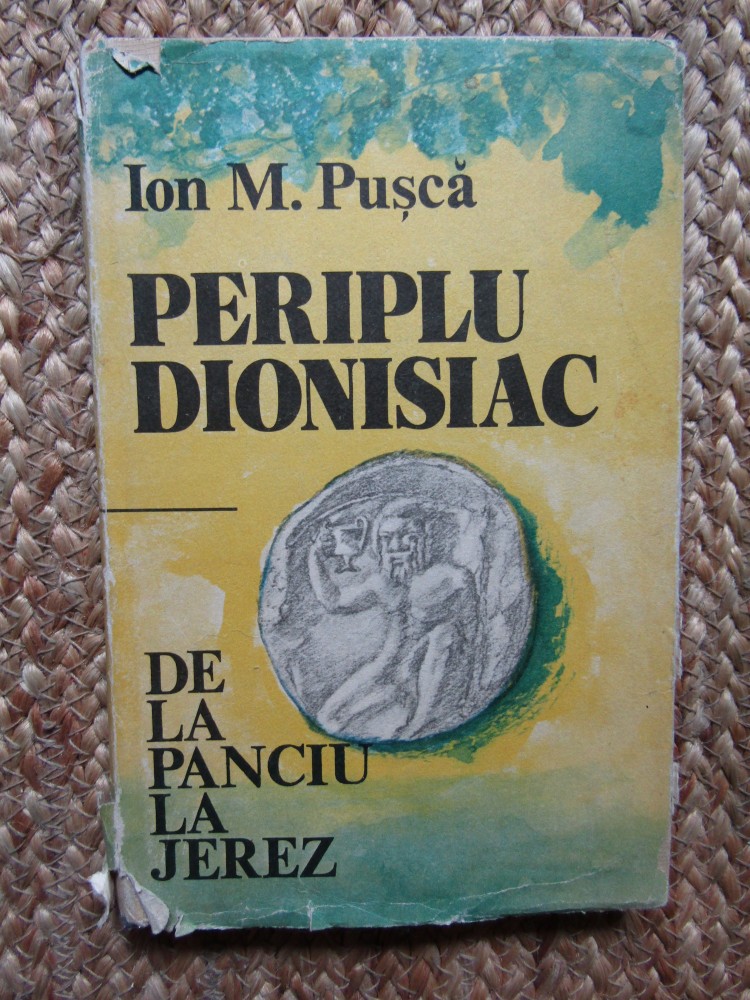 Ion M. Pușcă
PERIPLU
DIONISIAC
DE
LA
PANCIU
LA
JEREZ